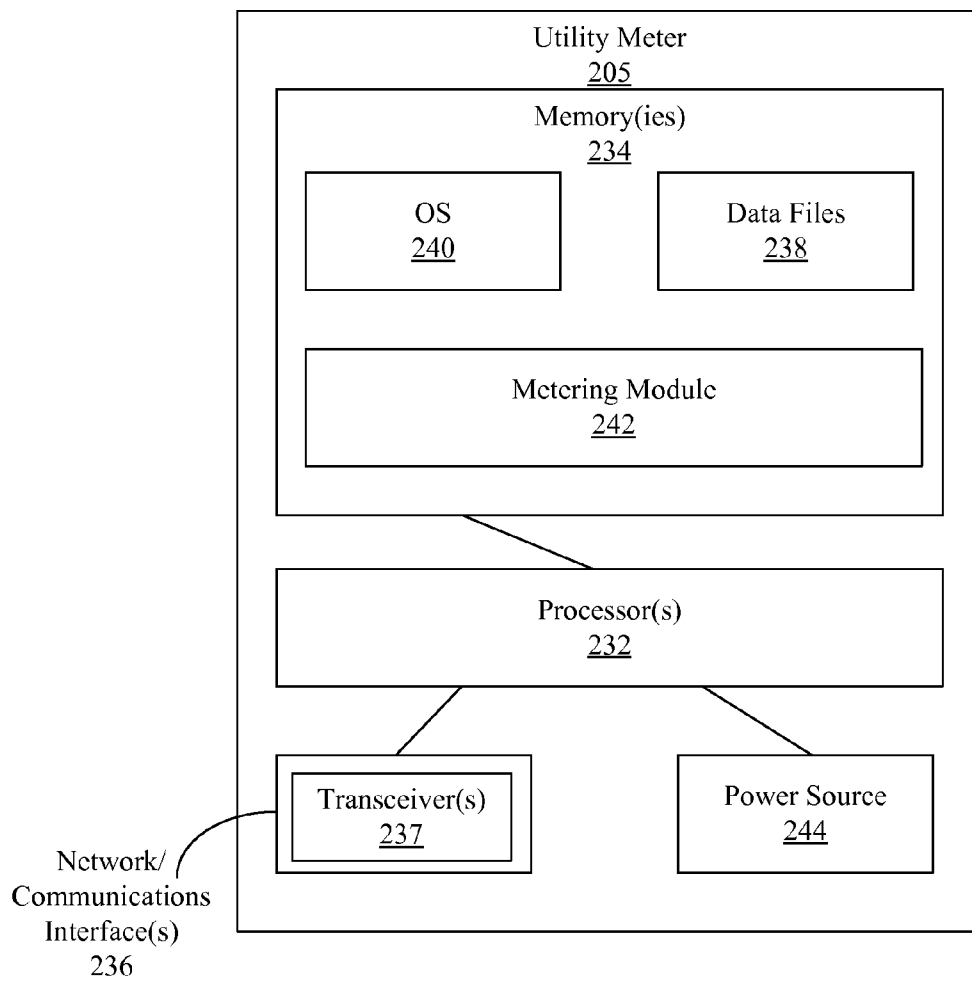 Utility Meter
205
Memory(ies)
234
OS
240
Data Files
238
Metering Module
242
Processor(s)
232
Transceiver(s)
237
Power Source
244
Network/
Communications
Interface(s)
236